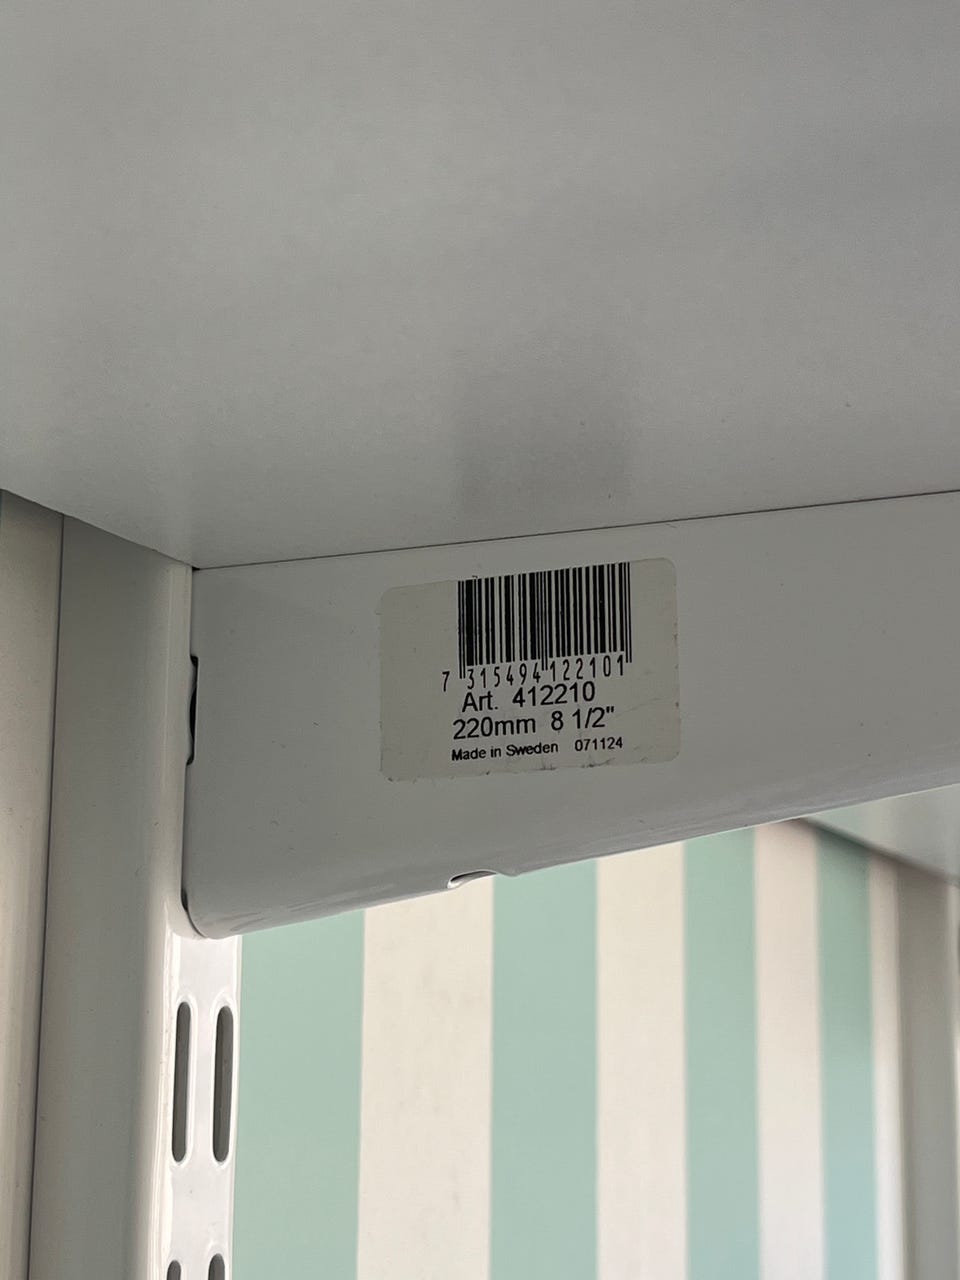 7 315494 122101
Art. 412210
220mm 8 1/2"
Made in Sweden 071124